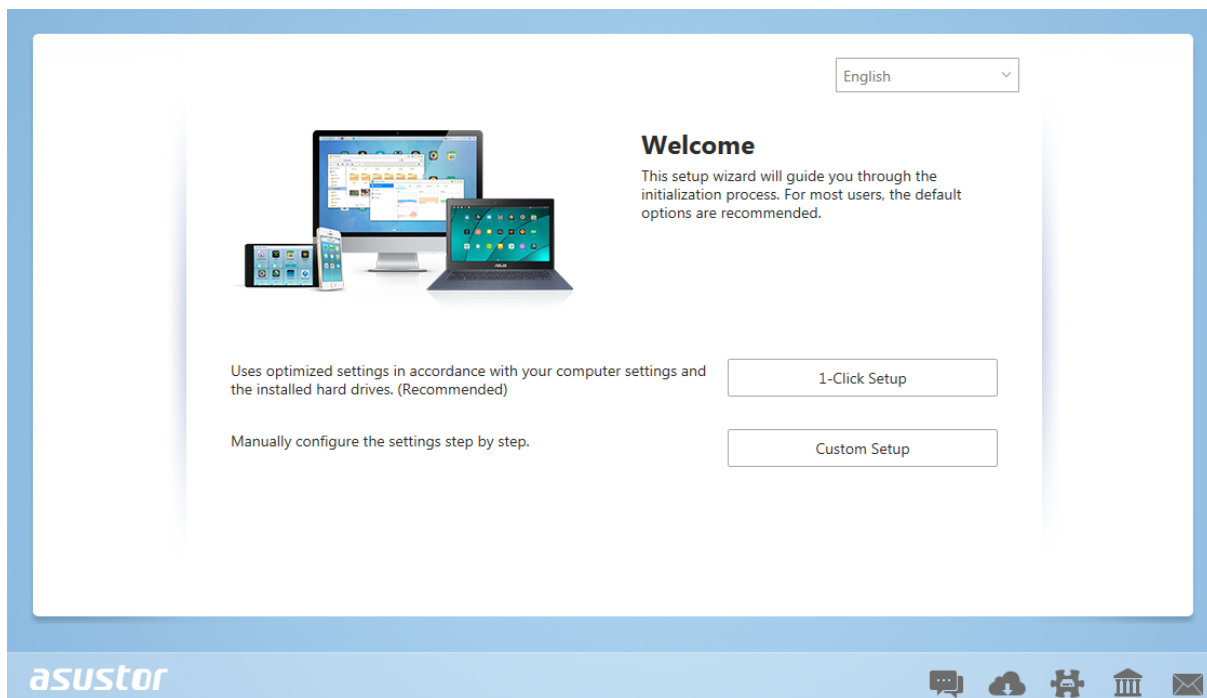 English
Welcome
This setup wizard will guide you through the
initialization process. For most users, the default
options are recommended.
Uses optimized settings in accordance with your computer settings and
the installed hard drives. (Recommended)
1-Click Setup
Manually configure the settings step by step.
Custom Setup
asustor